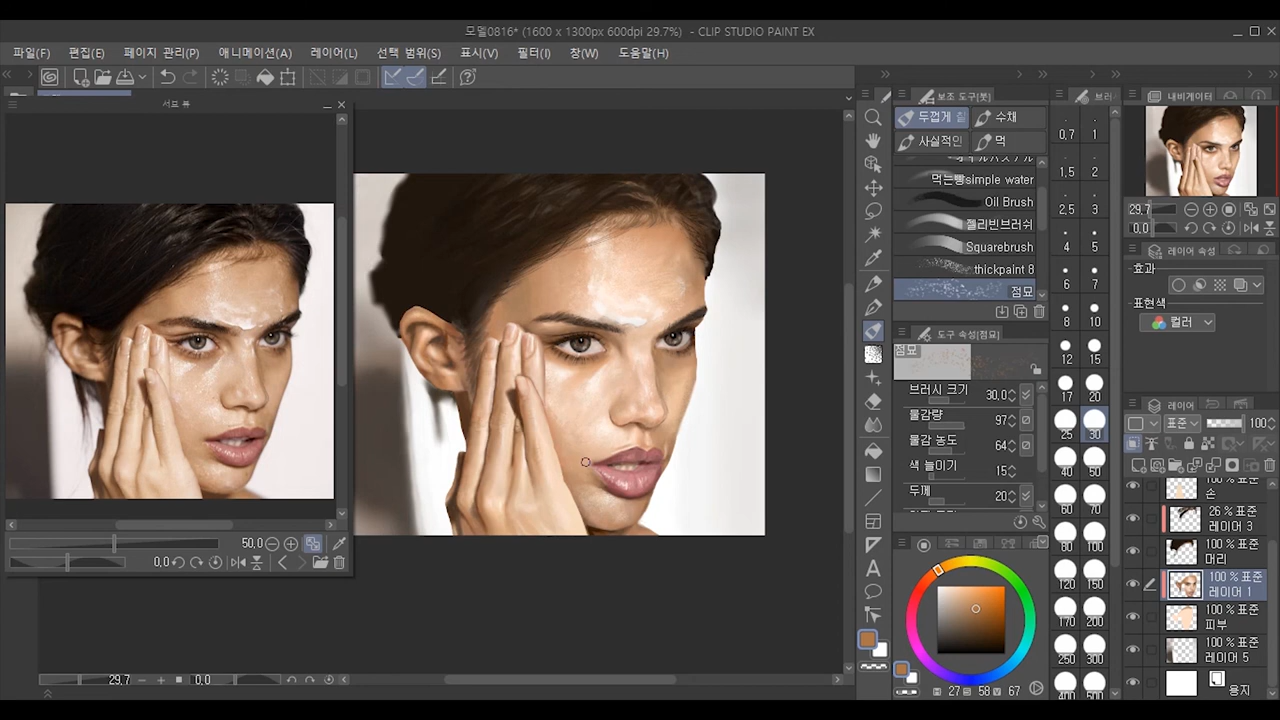 모델0816* (1600 x 1300px 600dpi 29.7%) - CLIP STUDIO PAINT EX
파일(F) 편집(E) 페이지 관리(P) 애니메이션(A) 레이어(L) 선택 범위(S) 표시(V) 필터(I) 창(W) 도움말(H)
서브 뷰
50,0
0,0
29.7 0,0
보조 도구[붓]
두껍게 칠 수채
사실적인 먹
먹는빵simple water
Oil Brush
젤리빈브러쉬
Squarebrush
thickpaint 8
점묘
도구 속성[점묘]
점묘
브러시 크기 30,0
물감량 97
물감 농도 64
색 늘이기 15
두께 20
27 58 67
브러
0,7 1
1,5 2
2,5 3
4 5
6 7
8 10
12 15
17 20
25 30
40 50
60 70
80 100
120 150
170 200
250 300
400 500
내비게이터
29.7
0,0
레이어 속성
효과
표현색
컬러
레이어
표준 100
100 % 표준
손
26 % 표준
레이어 3
100 % 표준
머리
100 % 표준
레이어 1
100 % 표준
피부
100 % 표준
레이어 5
용지